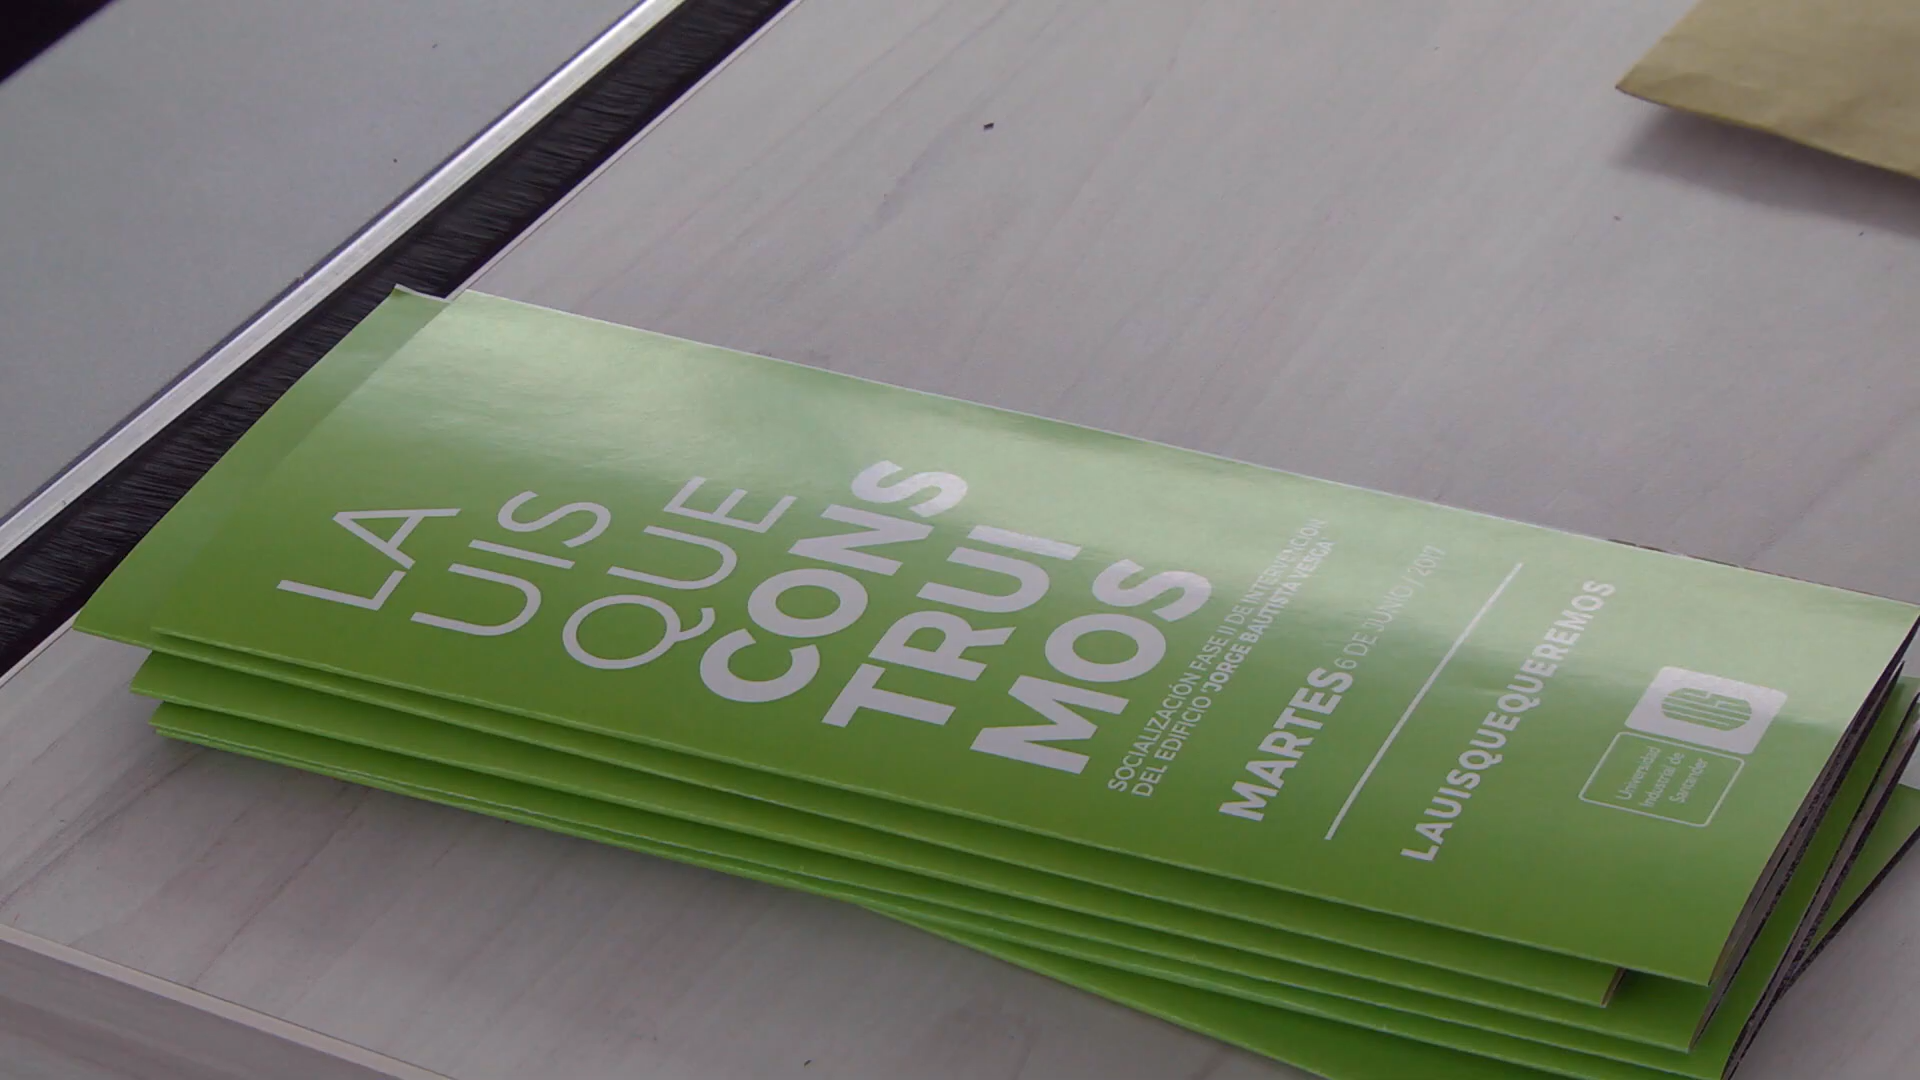 LA
UIS
QUE
CONS
TRUI
MOS
SOCIALIZACIÓN FASE II DE INTERVENCIÓN
DEL EDIFICIO 'JORGE BAUTISTA VESGA'
MARTES 6 DE JUNIO / 2017
LAUISQUEQUEREMOS
UIS
Universidad
Industrial de
Santander